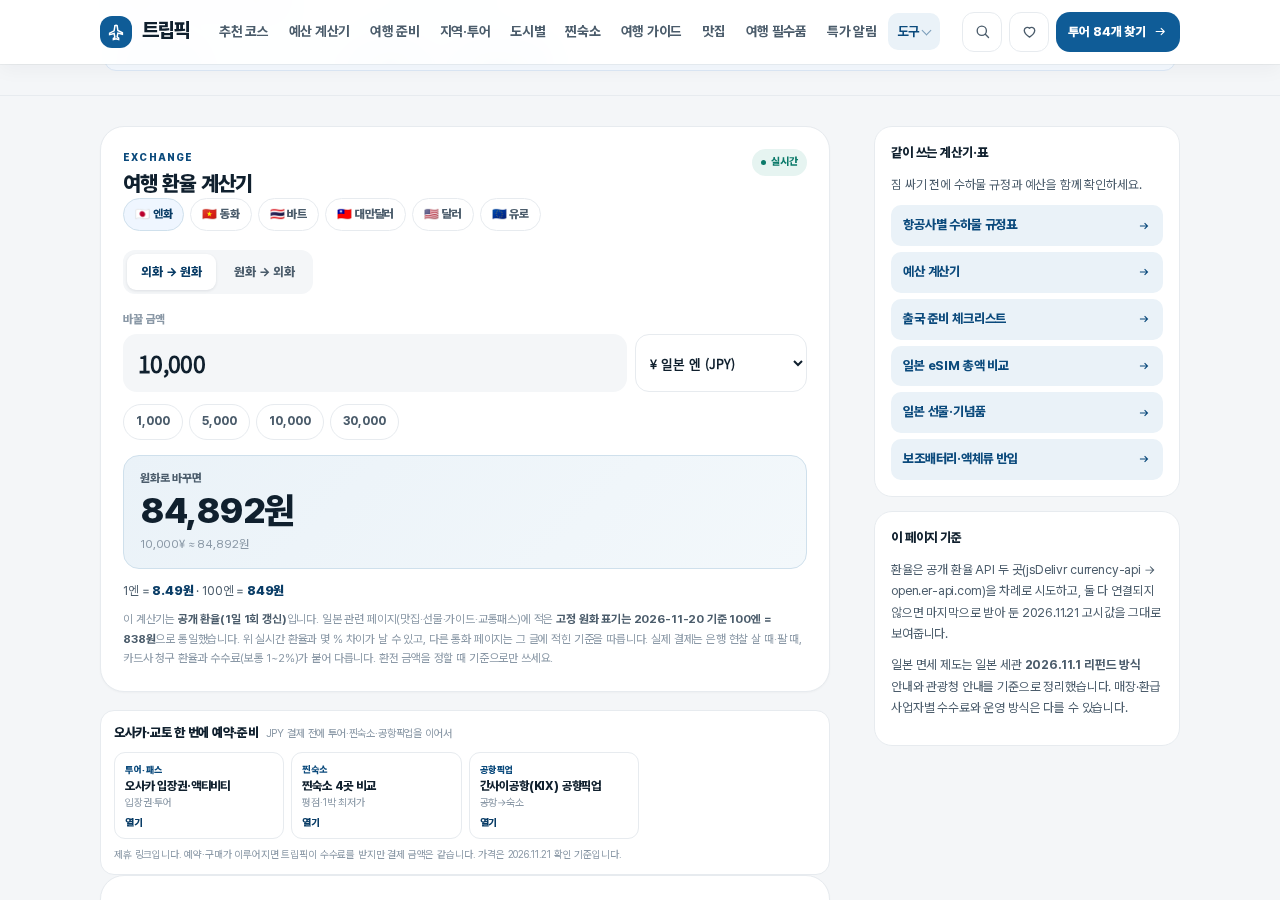 트립픽
추천 코스 예산 계산기 여행 준비 지역·투어 도시별 찐숙소 여행 가이드 맛집 여행 필수품 특가 알림 도구
투어 84개 찾기 →
EXCHANGE
여행 환율 계산기
실시간
엔화 동화 바트 대만달러 달러 유로
외화 → 원화 원화 → 외화
바꿀 금액
10,000 ¥ 일본 엔 (JPY)
1,000 5,000 10,000 30,000
원화로 바꾸면
84,892원
10,000¥ ≈ 84,892원
1엔 = 8.49원 · 100엔 = 849원
이 계산기는 공개 환율(1일 1회 갱신)입니다. 일본 관련 페이지(맛집·선물·가이드·교통패스)에 적은 고정 원화 표기는 2026-11-20 기준 100엔 =
838원으로 통일했습니다. 위 실시간 환율과 몇 % 차이가 날 수 있고, 다른 통화 페이지는 그 글에 적힌 기준을 따릅니다. 실제 결제는 은행 현찰 살 때·팔 때,
카드사 청구 환율과 수수료(보통 1~2%)가 붙어 다릅니다. 환전 금액을 정할 때 기준으로만 쓰세요.
오사카·교토 한 번에 예약·준비 JPY 결제 전에 투어·찐숙소·공항픽업을 이어서
투어·패스
오사카 입장권·액티비티
입장권·투어
열기
찐숙소
찐숙소 4곳 비교
평점·1박 최저가
열기
공항픽업
간사이공항(KIX) 공항픽업
공항→숙소
열기
제휴 링크입니다. 예약·구매가 이루어지면 트립픽이 수수료를 받지만 결제 금액은 같습니다. 가격은 2026.11.21 확인 기준입니다.
같이 쓰는 계산기·표
짐 싸기 전에 수하물 규정과 예산을 함께 확인하세요.
항공사별 수하물 규정표 →
예산 계산기 →
출국 준비 체크리스트 →
일본 eSIM 총액 비교 →
일본 선물·기념품 →
보조배터리·액체류 반입 →
이 페이지 기준
환율은 공개 환율 API 두 곳(jsDelivr currency-api →
open.er-api.com)을 차례로 시도하고, 둘 다 연결되지
않으면 마지막으로 받아 둔 2026.11.21 고시값을 그대로
보여줍니다.
일본 면세 제도는 일본 세관 2026.11.1 리펀드 방식
안내와 관광청 안내를 기준으로 정리했습니다. 매장·환급
사업자별 수수료와 운영 방식은 다를 수 있습니다.